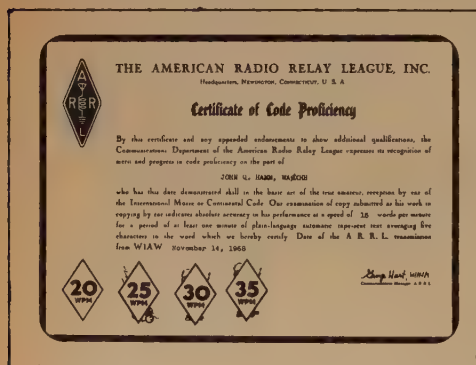 A
R R
L
THE AMERICAN RADIO RELAY LEAGUE, INC.
Headquarters, Newington, Connecticut, U S A
Certificate of Code Proficiency
By this certificate and any appended endorsements to show additional qualifications, the
Communications Department of the American Radio Relay League expresses its recognition of
merit and progress in code proficiency on the part of
JOHN Q. HAMM,
who has this date demonstrated skill in the basic art of the true amateur, reception by ear of
the International Morse or Continental Code Our examination of copy submitted as his work in
copying by ear indicates absolute accuracy in his performance at a speed of 15 words per minute
for a period of at least one minute of plain-language automatic tape-sent text averaging five
characters to the word which we hereby certify Date of the A R R L transmission
from W1AW November 14, 1968
20 WPM
25 WPM
30 WPM
35 WPM
George Hart, W1NJM
Communications Manager A R R L